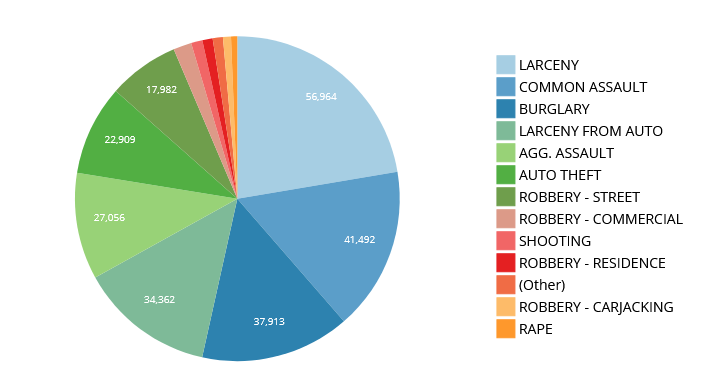 56,964
41,492
37,913
34,362
27,056
22,909
17,982
LARCENY
COMMON ASSAULT
BURGLARY
LARCENY FROM AUTO
AGG. ASSAULT
AUTO THEFT
ROBBERY - STREET
ROBBERY - COMMERCIAL
SHOOTING
ROBBERY - RESIDENCE
(Other)
ROBBERY - CARJACKING
RAPE